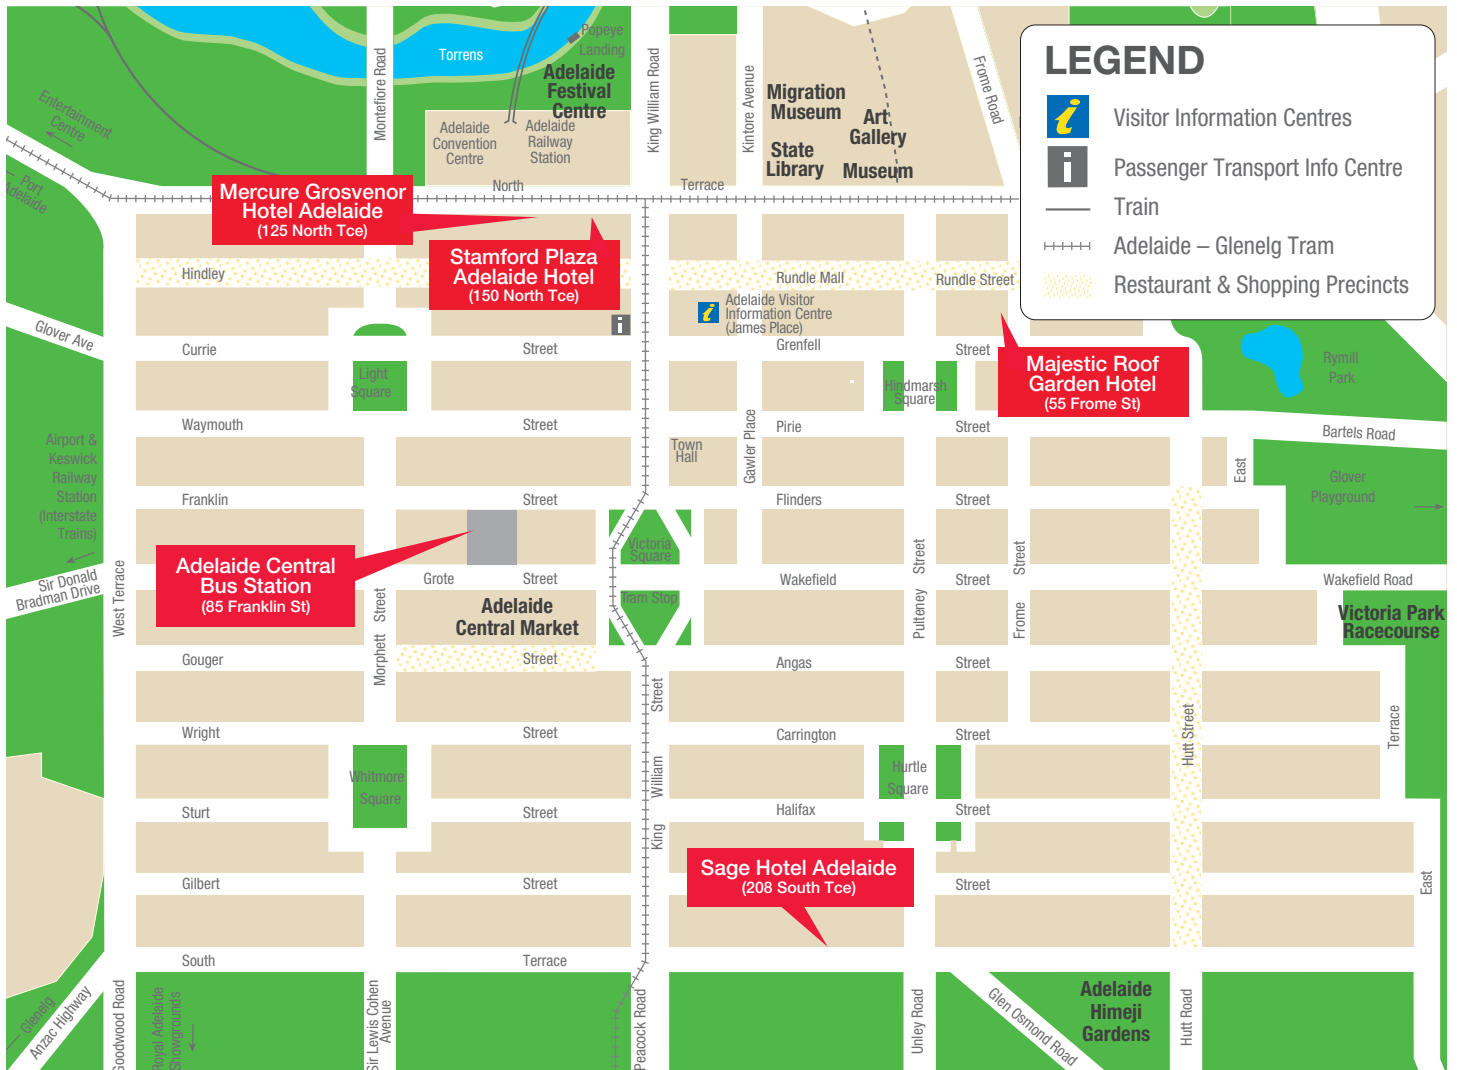 Popeye
Landing
Torrens
Adelaide
Festival
Centre
Montefiore Road
King William Road
Kintore Avenue
Frome Road
Entertainment
Centre
Port
Adelaide
Adelaide
Convention
Centre
Adelaide
Railway
Station
Migration
Museum
Art
Gallery
State
Library
Museum
LEGEND
i
Visitor Information Centres
i
Passenger Transport Info Centre
Train
Adelaide – Glenelg Tram
Restaurant & Shopping Precincts
North
Terrace
Mercure Grosvenor
Hotel Adelaide
(125 North Tce)
Stamford Plaza
Adelaide Hotel
(150 North Tce)
Hindley
Rundle Mall
Rundle Street
i
i
Adelaide Visitor
Information Centre
(James Place)
Glover Ave
Currie
Street
Grenfell
Street
Light
Square
Hindmarsh
Square
Majestic Roof
Garden Hotel
(55 Frome St)
Rymill
Park
Waymouth
Street
Pirie
Street
Bartels Road
Gawler Place
Town
Hall
East
Glover
Playground
Airport &
Keswick
Railway
Station
(Interstate
Trains)
Franklin
Street
Flinders
Street
Victoria
Square
Adelaide Central
Bus Station
(85 Franklin St)
Sir Donald
Bradman Drive
West Terrace
Grote
Street
Wakefield
Street
Wakefield Road
Pulteney
Street
Frome
Street
Tram Stop
Adelaide
Central Market
Morphett
Street
Victoria Park
Racecourse
Gouger
Street
Angas
Street
Hutt Street
Terrace
East
King
William
Street
Wright
Street
Carrington
Street
Whitmore
Square
Hurtle
Square
Sturt
Street
Halifax
Street
Sage Hotel Adelaide
(208 South Tce)
Gilbert
Street
Street
South
Terrace
Glenelg
Anzac Highway
Goodwood Road
Royal Adelaide
Showgrounds
Sir Lewis Cohen
Avenue
Peacock Road
Unley Road
Glen Osmond Road
Adelaide
Himeji
Gardens
Hutt Road